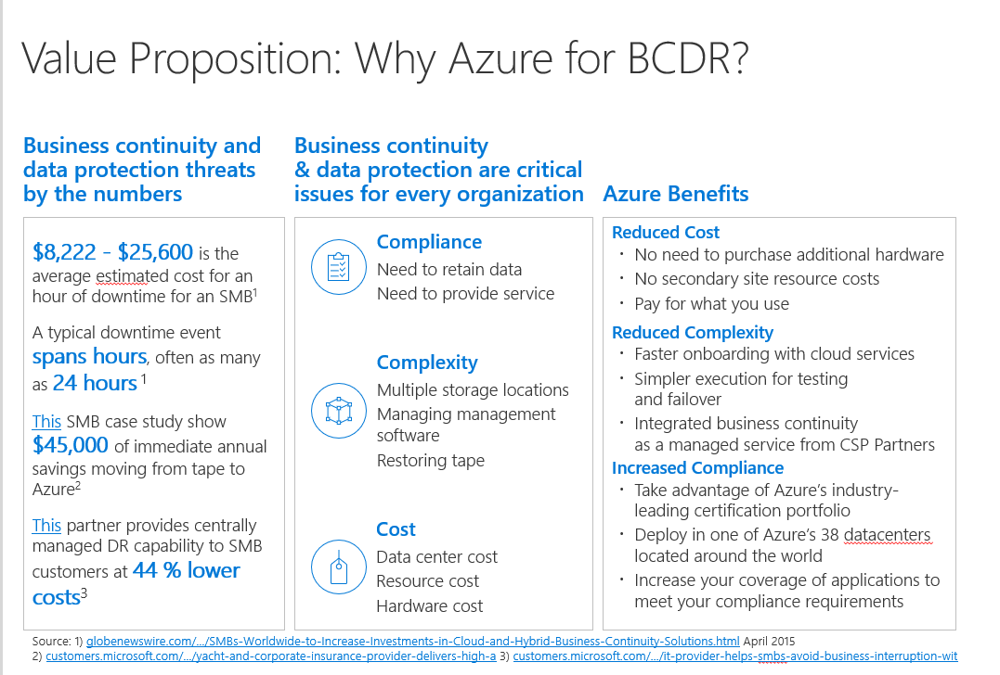 Value Proposition: Why Azure for BCDR?
Business continuity and
data protection threats
by the numbers
$8,222 - $25,600 is the
average estimated cost for an
hour of downtime for an SMB1
A typical downtime event
spans hours, often as many
as 24 hours 1
This SMB case study show
$45,000 of immediate annual
savings moving from tape to
Azure2
This partner provides centrally
managed DR capability to SMB
customers at 44 % lower
costs3
Business continuity
& data protection are critical
issues for every organization
Compliance
Need to retain data
Need to provide service
Complexity
Multiple storage locations
Managing management
software
Restoring tape
Cost
Data center cost
Resource cost
Hardware cost
Azure Benefits
Reduced Cost
· No need to purchase additional hardware
· No secondary site resource costs
· Pay for what you use
Reduced Complexity
· Faster onboarding with cloud services
· Simpler execution for testing
and failover
· Integrated business continuity
as a managed service from CSP Partners
Increased Compliance
· Take advantage of Azure's industry-
leading certification portfolio
· Deploy in one of Azure's 38 datacenters
located around the world
· Increase your coverage of applications to
meet your compliance requirements
Source: 1) globenewswire.com/.../SMBs-Worldwide-to-Increase-Investments-in-Cloud-and-Hybrid-Business-Continuity-Solutions.html April 2015
2) customers.microsoft.com/.../yacht-and-corporate-insurance-provider-delivers-high-a 3) customers.microsoft.com/.../it-provider-helps-smbs-avoid-business-interruption-wit